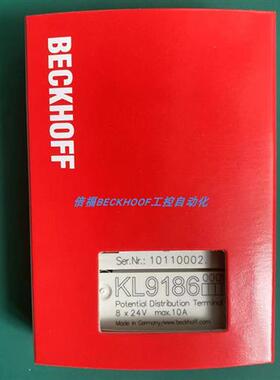 BECKHOFF
倍福BECKHOOF工控自动化
Ser.Nr.: 10110002
KL9186
Potential Distribution Terminal
8 x 24V max.10A
Made in Germany/www.beckhoff.com